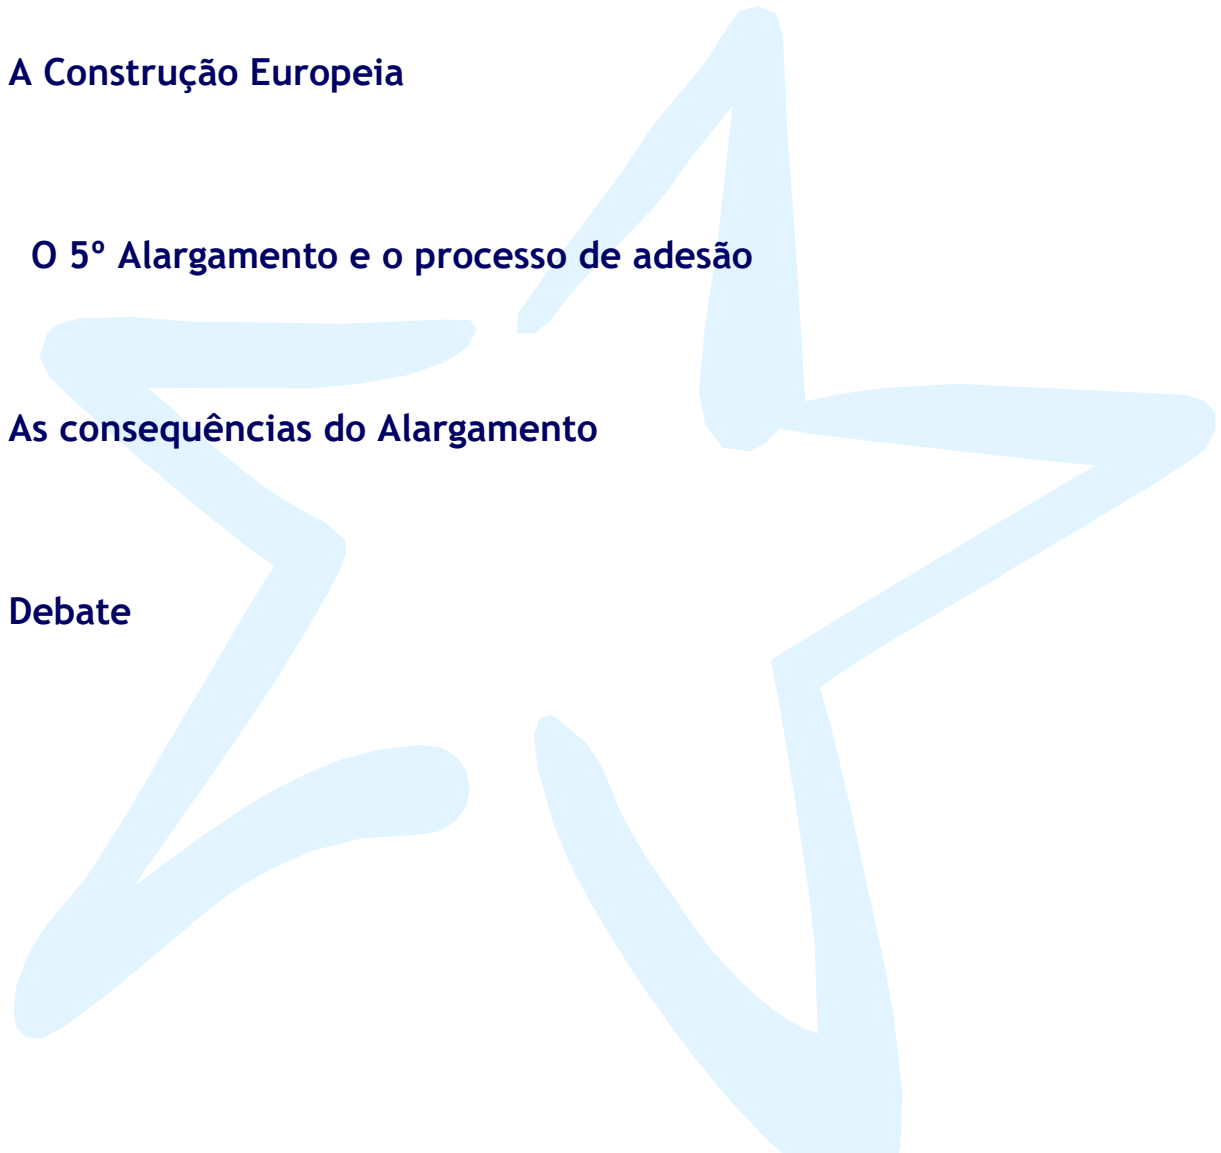 A Construção Europeia
O 5º Alargamento e o processo de adesão
As consequências do Alargamento
Debate